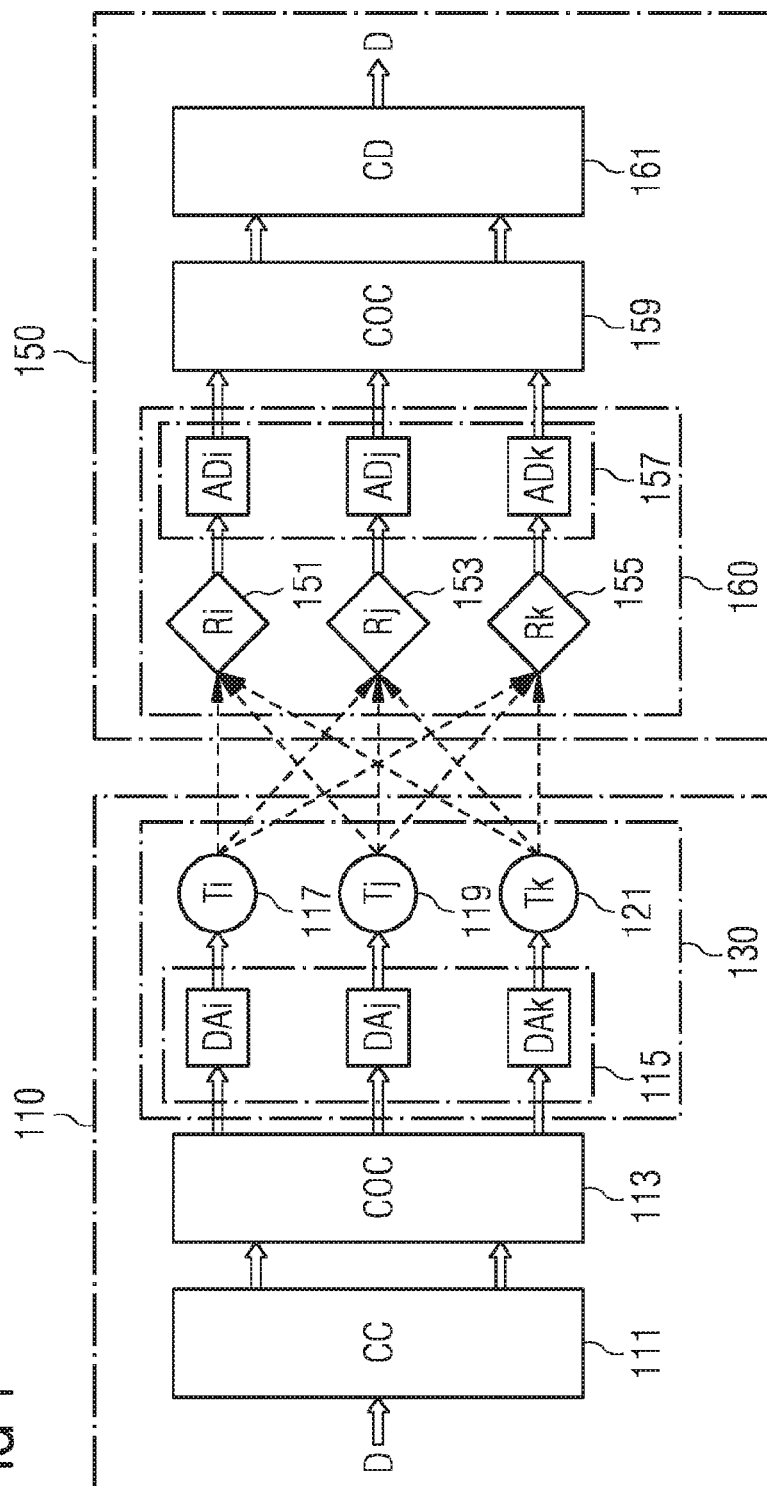 110
150
D
CC
111
COC
113
DAi
DAj
DAk
115
Ti
117
Tj
119
Tk
121
130
Ri
151
Rj
153
Rk
155
160
ADi
ADj
ADk
157
COC
159
CD
161
D